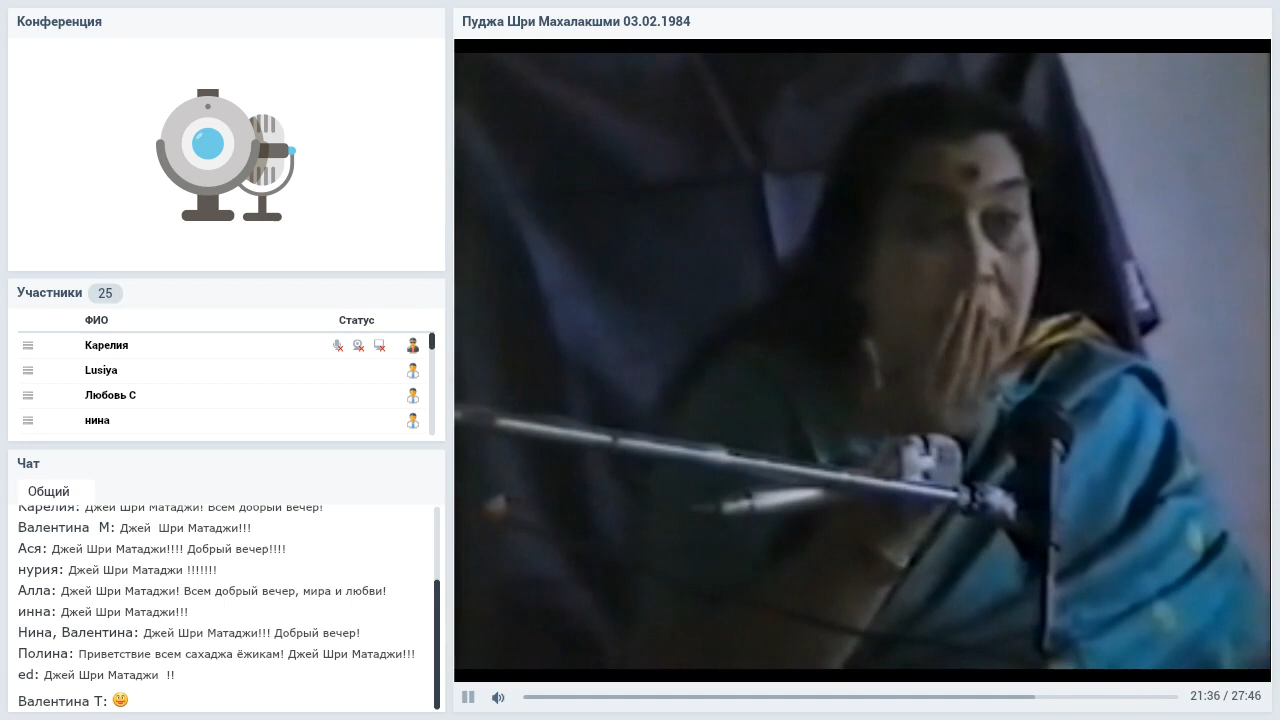 Конференция
Участники 25
ФИО Статус
Карелия
Lusiya
Любовь С
нина
Чат
Общий
Карелия: Джей Шри Матаджи! Всем добрый вечер!
Валентина М: Джей Шри Матаджи!!!
Ася: Джей Шри Матаджи!!!! Добрый вечер!!!!
нурия: Джей Шри Матаджи !!!!!!!
Алла: Джей Шри Матаджи! Всем добрый вечер, мира и любви!
инна: Джей Шри Матаджи!!!
Нина, Валентина: Джей Шри Матаджи!!! Добрый вечер!
Полина: Приветствие всем сахаджа ёжикам! Джей Шри Матаджи!!!
ed: Джей Шри Матаджи !!
Валентина Т:
Пуджа Шри Махалакшми 03.02.1984
21:36 / 27:46